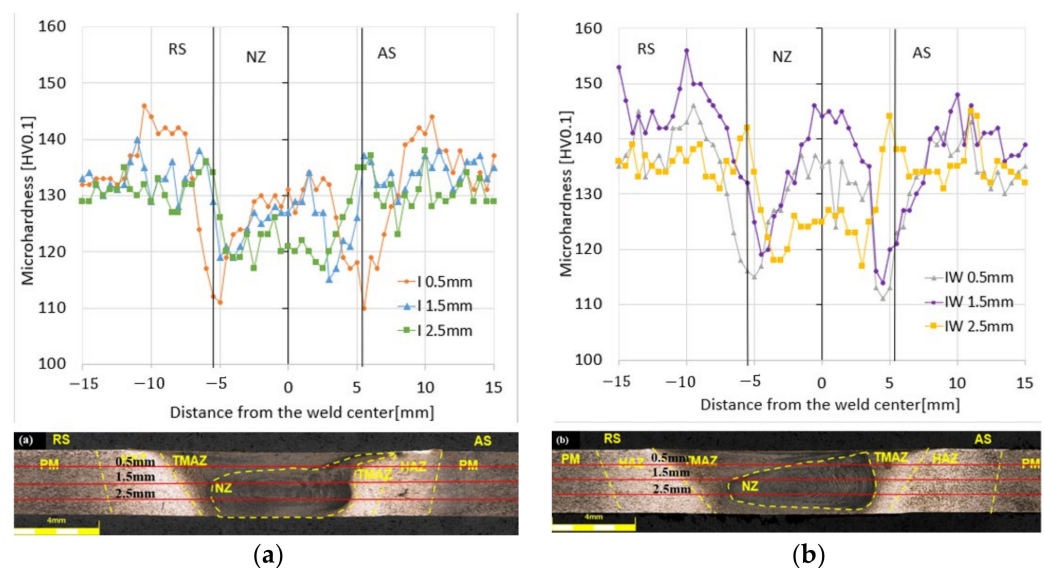 160
150
140
130
120
110
100
Microhardness [HV0.1]
RS
NZ
AS
I 0.5mm
I 1.5mm
I 2.5mm
−15
−10
−5
0
5
10
15
Distance from the weld center[mm]
160
150
140
130
120
110
100
Microhardness [HV0.1]
RS
NZ
AS
IW 0.5mm
IW 1.5mm
IW 2.5mm
−15
−10
−5
0
5
10
15
Distance from the weld center[mm]
(a)
RS
AS
PM
0.5mm
TMAZ
TMAZ
HAZ
PM
1.5mm
NZ
2.5mm
4mm
(b)
RS
AS
PM
HAZ
0.5mm
TMAZ
HAZ
PM
1.5mm
NZ
2.5mm
4mm
(a)
(b)